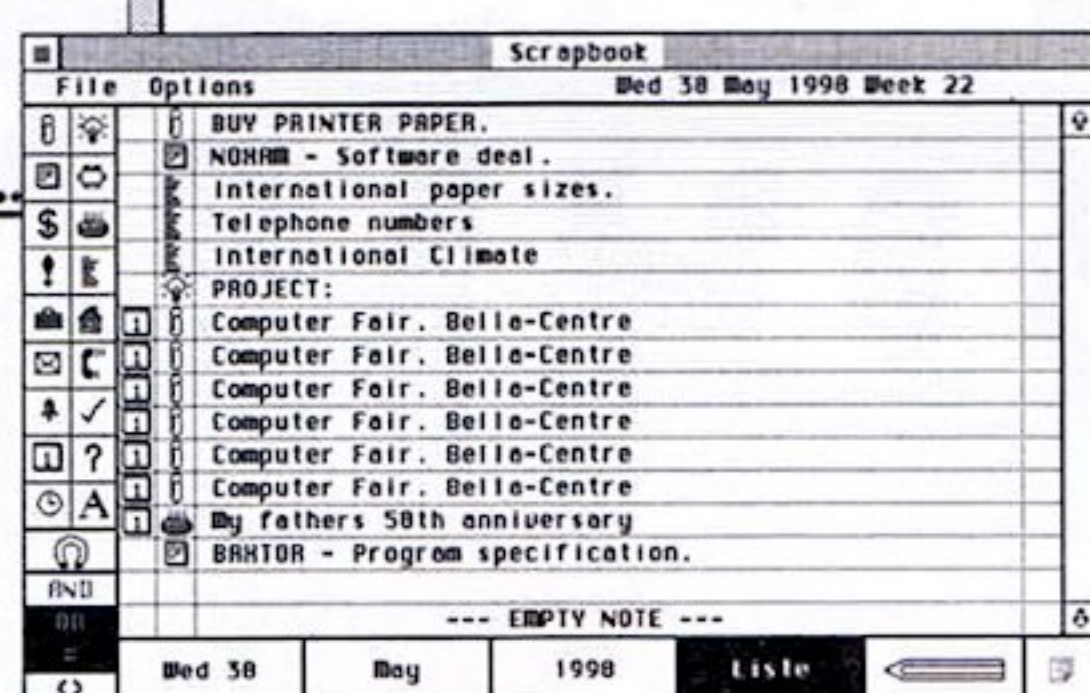 Scrapbook
File Options Wed 30 May 1990 Week 22
BUY PRINTER PAPER.
NOXAM - Software deal.
International paper sizes.
Telephone numbers
International Climate
PROJECT:
Computer Fair. Bella-Centre
Computer Fair. Bella-Centre
Computer Fair. Bella-Centre
Computer Fair. Bella-Centre
Computer Fair. Bella-Centre
Computer Fair. Bella-Centre
My fathers 50th anniversary
BAXTOR - Program specification.
AND
OR
=
--- EMPTY NOTE ---
Wed 30 May 1990 Liste